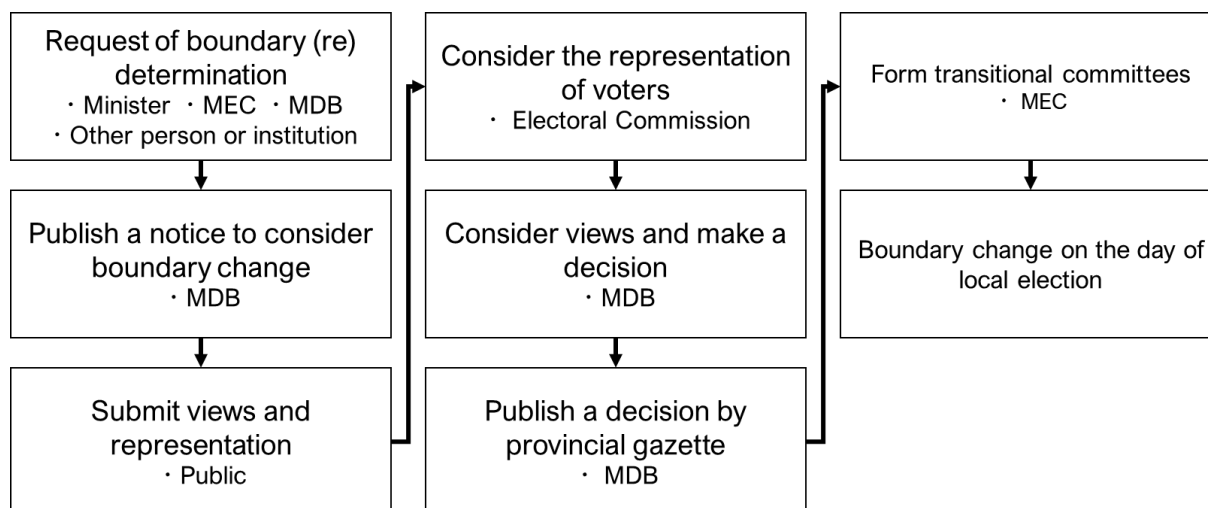 Request of boundary (re)
determination
・Minister ・MEC ・MDB
・Other person or institution
Publish a notice to consider
boundary change
・MDB
Submit views and
representation
・Public
Consider the representation
of voters
・Electoral Commission
Consider views and make a
decision
・MDB
Publish a decision by
provincial gazette
・MDB
Form transitional committees
・MEC
Boundary change on the day of
local election